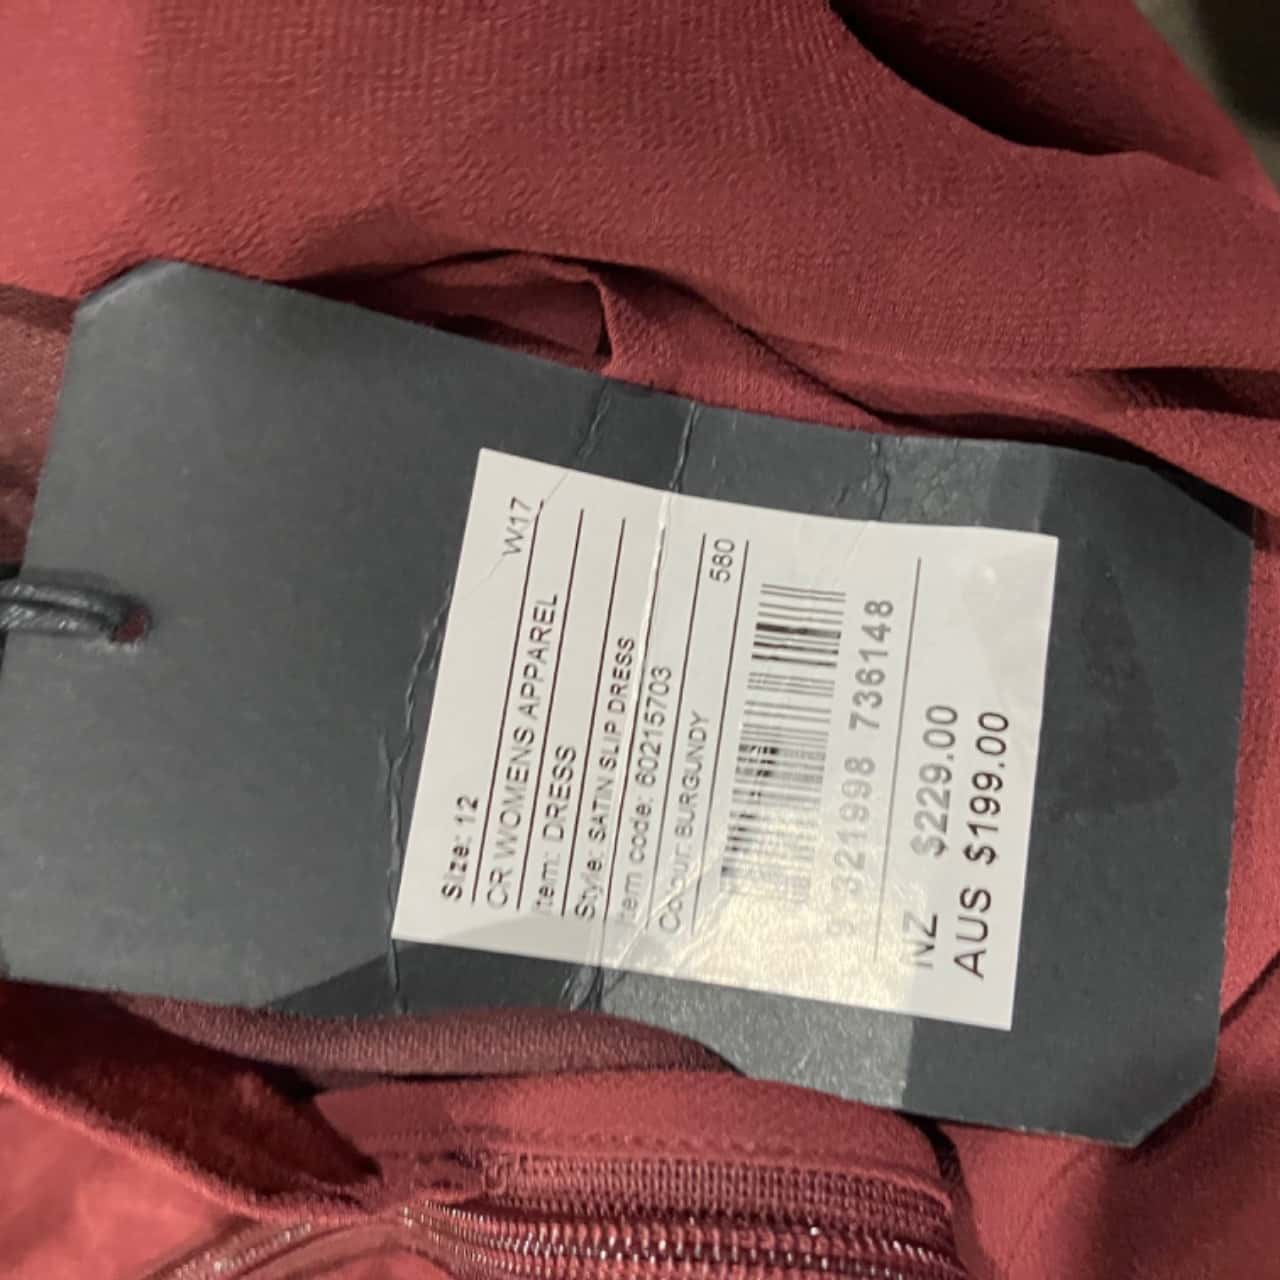 Size: 12
CR WOMENS APPAREL W17
Item: DRESS
Style: SATIN SLIP DRESS
Item code: 60215703
Colour: BURGUNDY
580
9 321998 736148
NZ $229.00
AUS $199.00